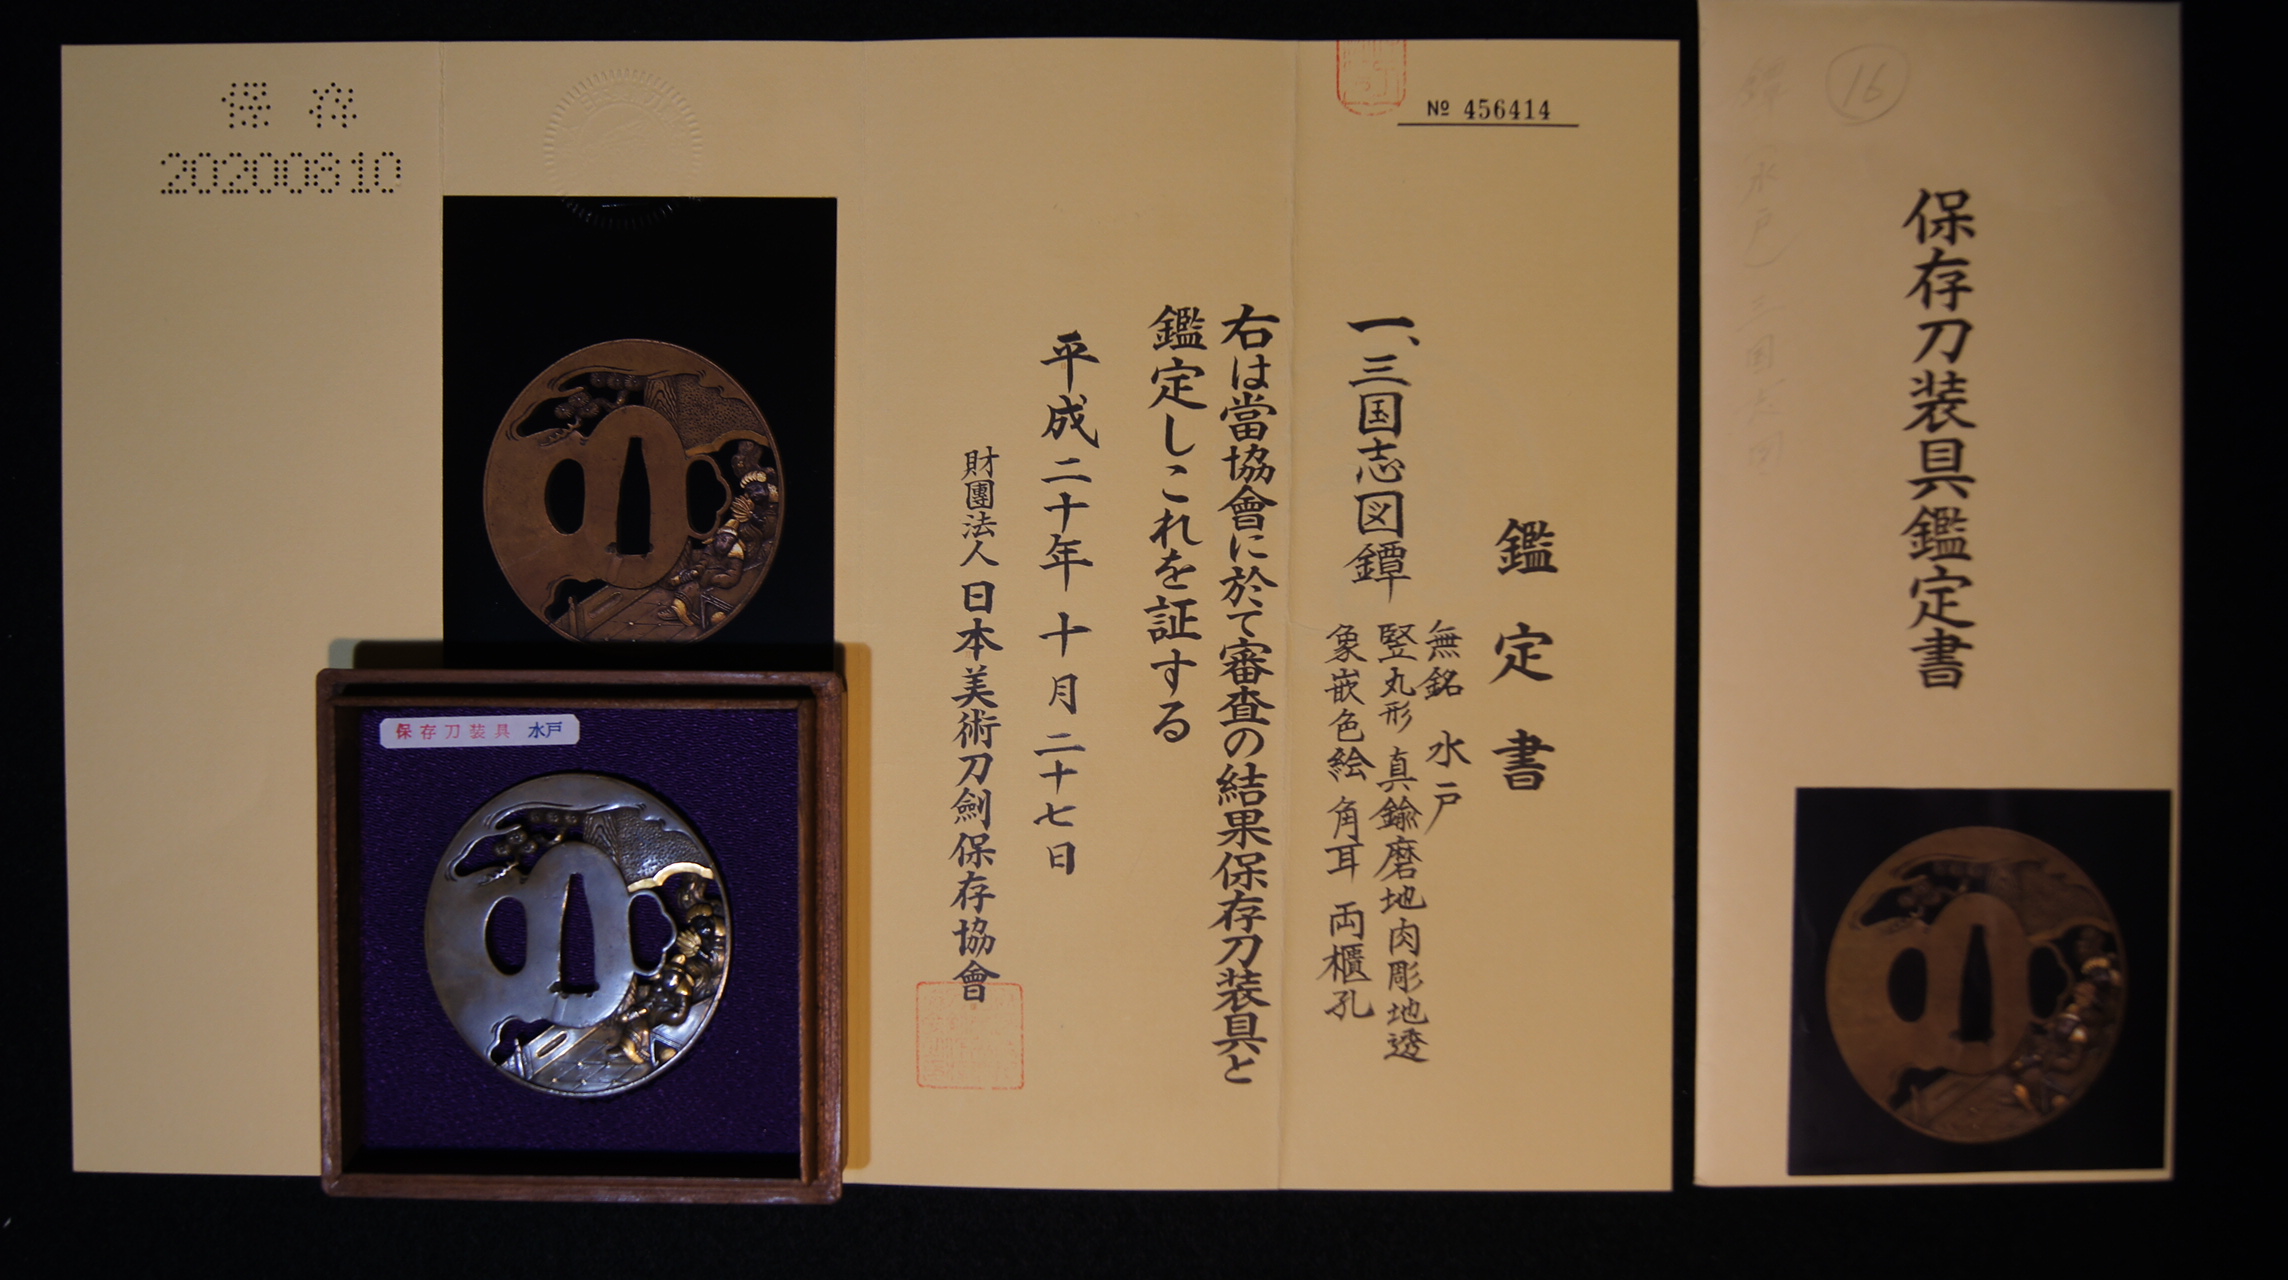 保存刀装具鑑定書
16
№ 456414
鑑定書
一、三国志図鐔
無銘 水戸
竪丸形 真鍮磨地肉彫地透
象嵌色絵 角耳 両櫃孔
右は當協會に於て審査の結果保存刀装具と
鑑定しこれを証する
平成二十年十月二十七日
財團法人日本美術刀劍保存協會
保存
20200810
保存刀装具 水戸